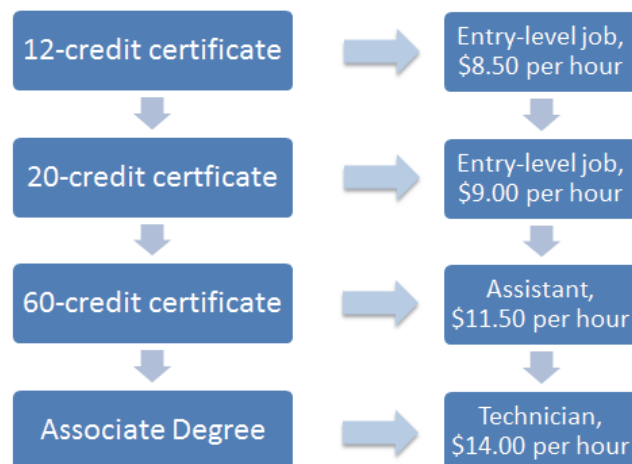 12-credit certificate
Entry-level job,
$8.50 per hour
20-credit certficate
Entry-level job,
$9.00 per hour
60-credit certificate
Assistant,
$11.50 per hour
Associate Degree
Technician,
$14.00 per hour